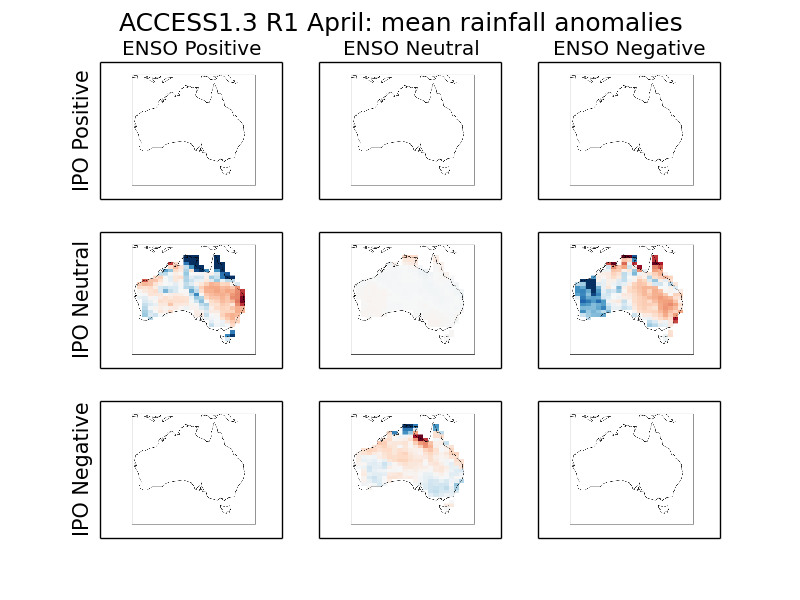 ACCESS1.3 R1 April: mean rainfall anomalies
ENSO Positive
ENSO Neutral
ENSO Negative
IPO Positive
IPO Neutral
IPO Negative